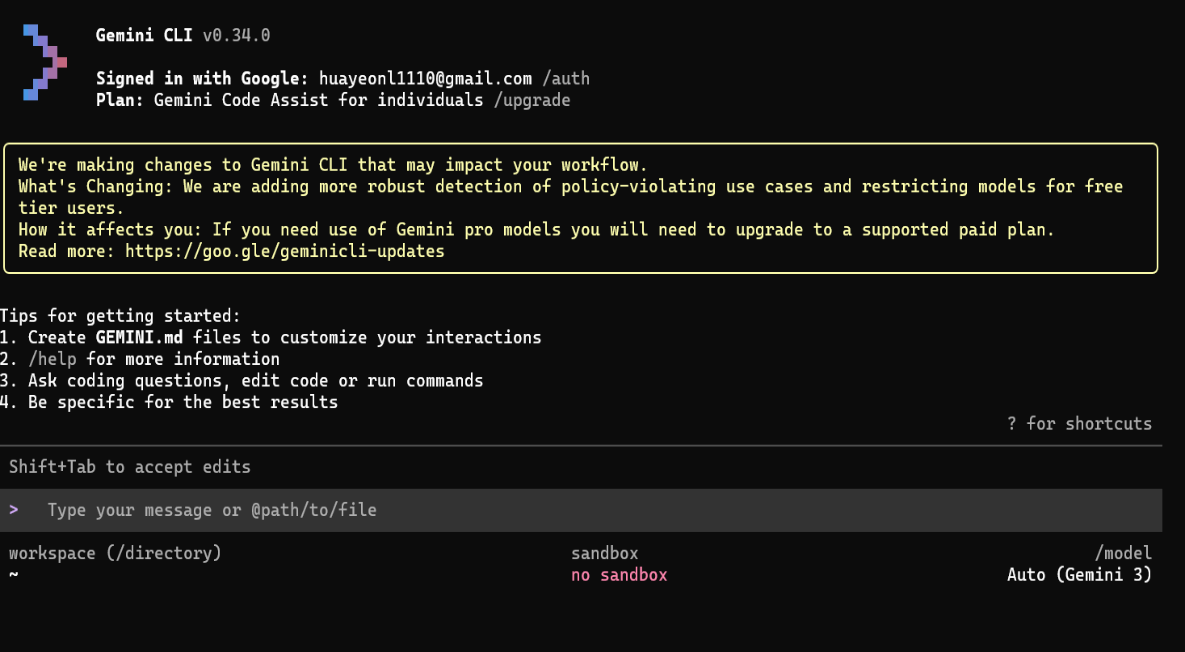 Gemini CLI v0.34.0
Signed in with Google: huayeonl1110@gmail.com /auth
Plan: Gemini Code Assist for individuals /upgrade
We're making changes to Gemini CLI that may impact your workflow.
What's Changing: We are adding more robust detection of policy-violating use cases and restricting models for free
tier users.
How it affects you: If you need use of Gemini pro models you will need to upgrade to a supported paid plan.
Read more: https://goo.gle/geminicli-updates
Tips for getting started:
1. Create GEMINI.md files to customize your interactions
2. /help for more information
3. Ask coding questions, edit code or run commands
4. Be specific for the best results
? for shortcuts
Shift+Tab to accept edits
> Type your message or @path/to/file
workspace (/directory) sandbox /model
~ no sandbox Auto (Gemini 3)